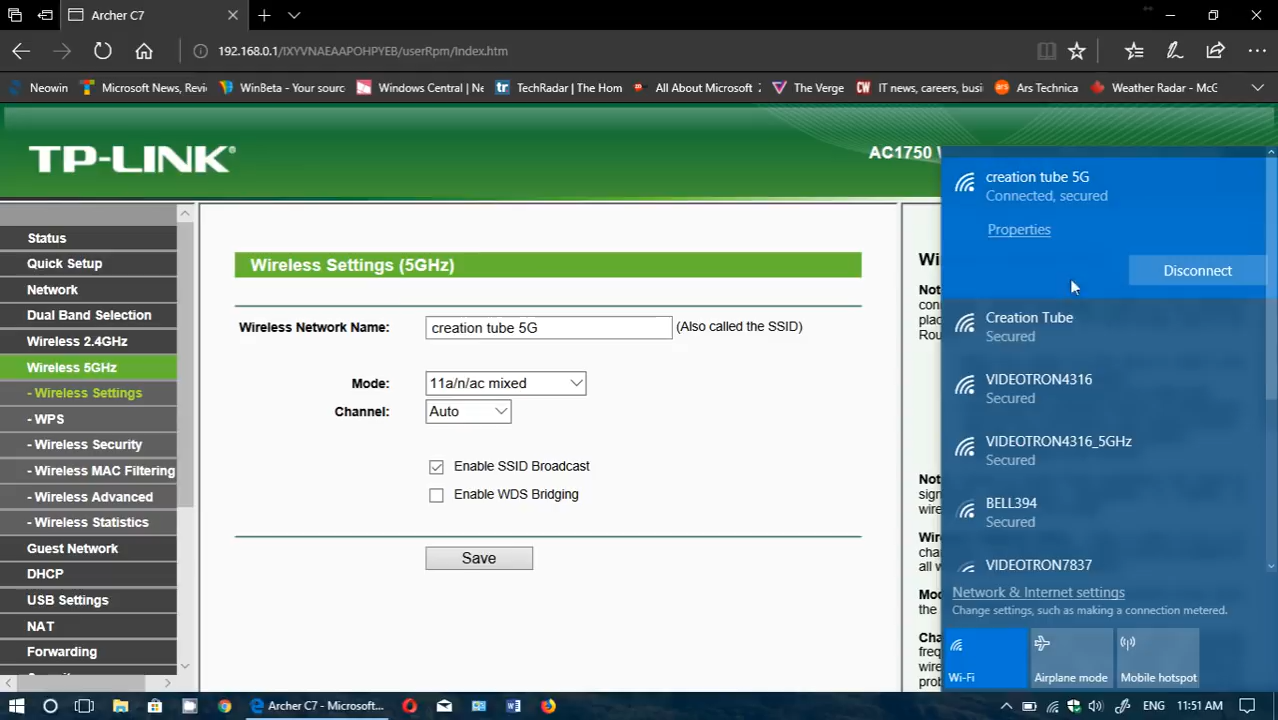 Archer C7
192.168.0.1/IXYVNAEAAPOHPYEB/userRpm/Index.htm
Neowin
Microsoft News, Revi
WinBeta - Your sourc
Windows Central | Ne
TechRadar | The Hom
All About Microsoft
The Verge
IT news, careers, busi
Ars Technica
Weather Radar - McG
TP-LINK®
AC1750 W
Status
Quick Setup
Network
Dual Band Selection
Wireless 2.4GHz
Wireless 5GHz
- Wireless Settings
- WPS
- Wireless Security
- Wireless MAC Filtering
- Wireless Advanced
- Wireless Statistics
Guest Network
DHCP
USB Settings
NAT
Forwarding
Wireless Settings (5GHz)
Wireless Network Name:
creation tube 5G
(Also called the SSID)
Mode:
11a/n/ac mixed
Channel:
Auto
Enable SSID Broadcast
Enable WDS Bridging
Save
creation tube 5G
Connected, secured
Properties
Disconnect
Creation Tube
Secured
VIDEOTRON4316
Secured
VIDEOTRON4316_5GHz
Secured
BELL394
Secured
VIDEOTRON7837
Network & Internet settings
Change settings, such as making a connection metered.
Wi-Fi
Airplane mode
Mobile hotspot
Archer C7 - Microsoft...
ENG
11:51 AM